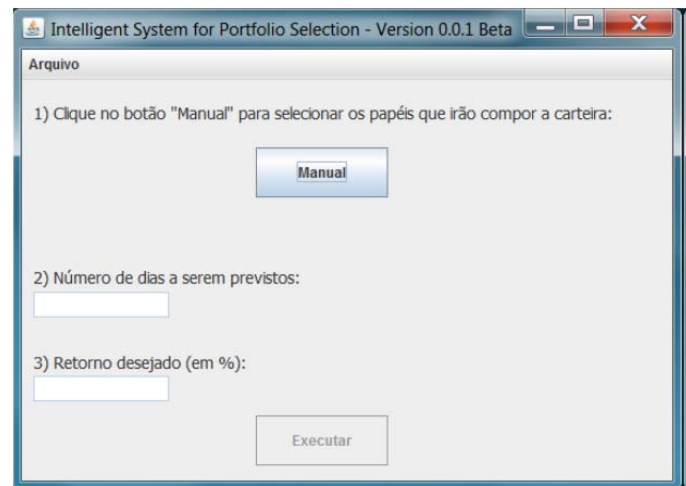 Intelligent System for Portfolio Selection - Version 0.0.1 Beta
Arquivo
1) Clique no botão "Manual" para selecionar os papéis que irão compor a carteira:
Manual
2) Número de dias a serem previstos:
3) Retorno desejado (em %):
Executar